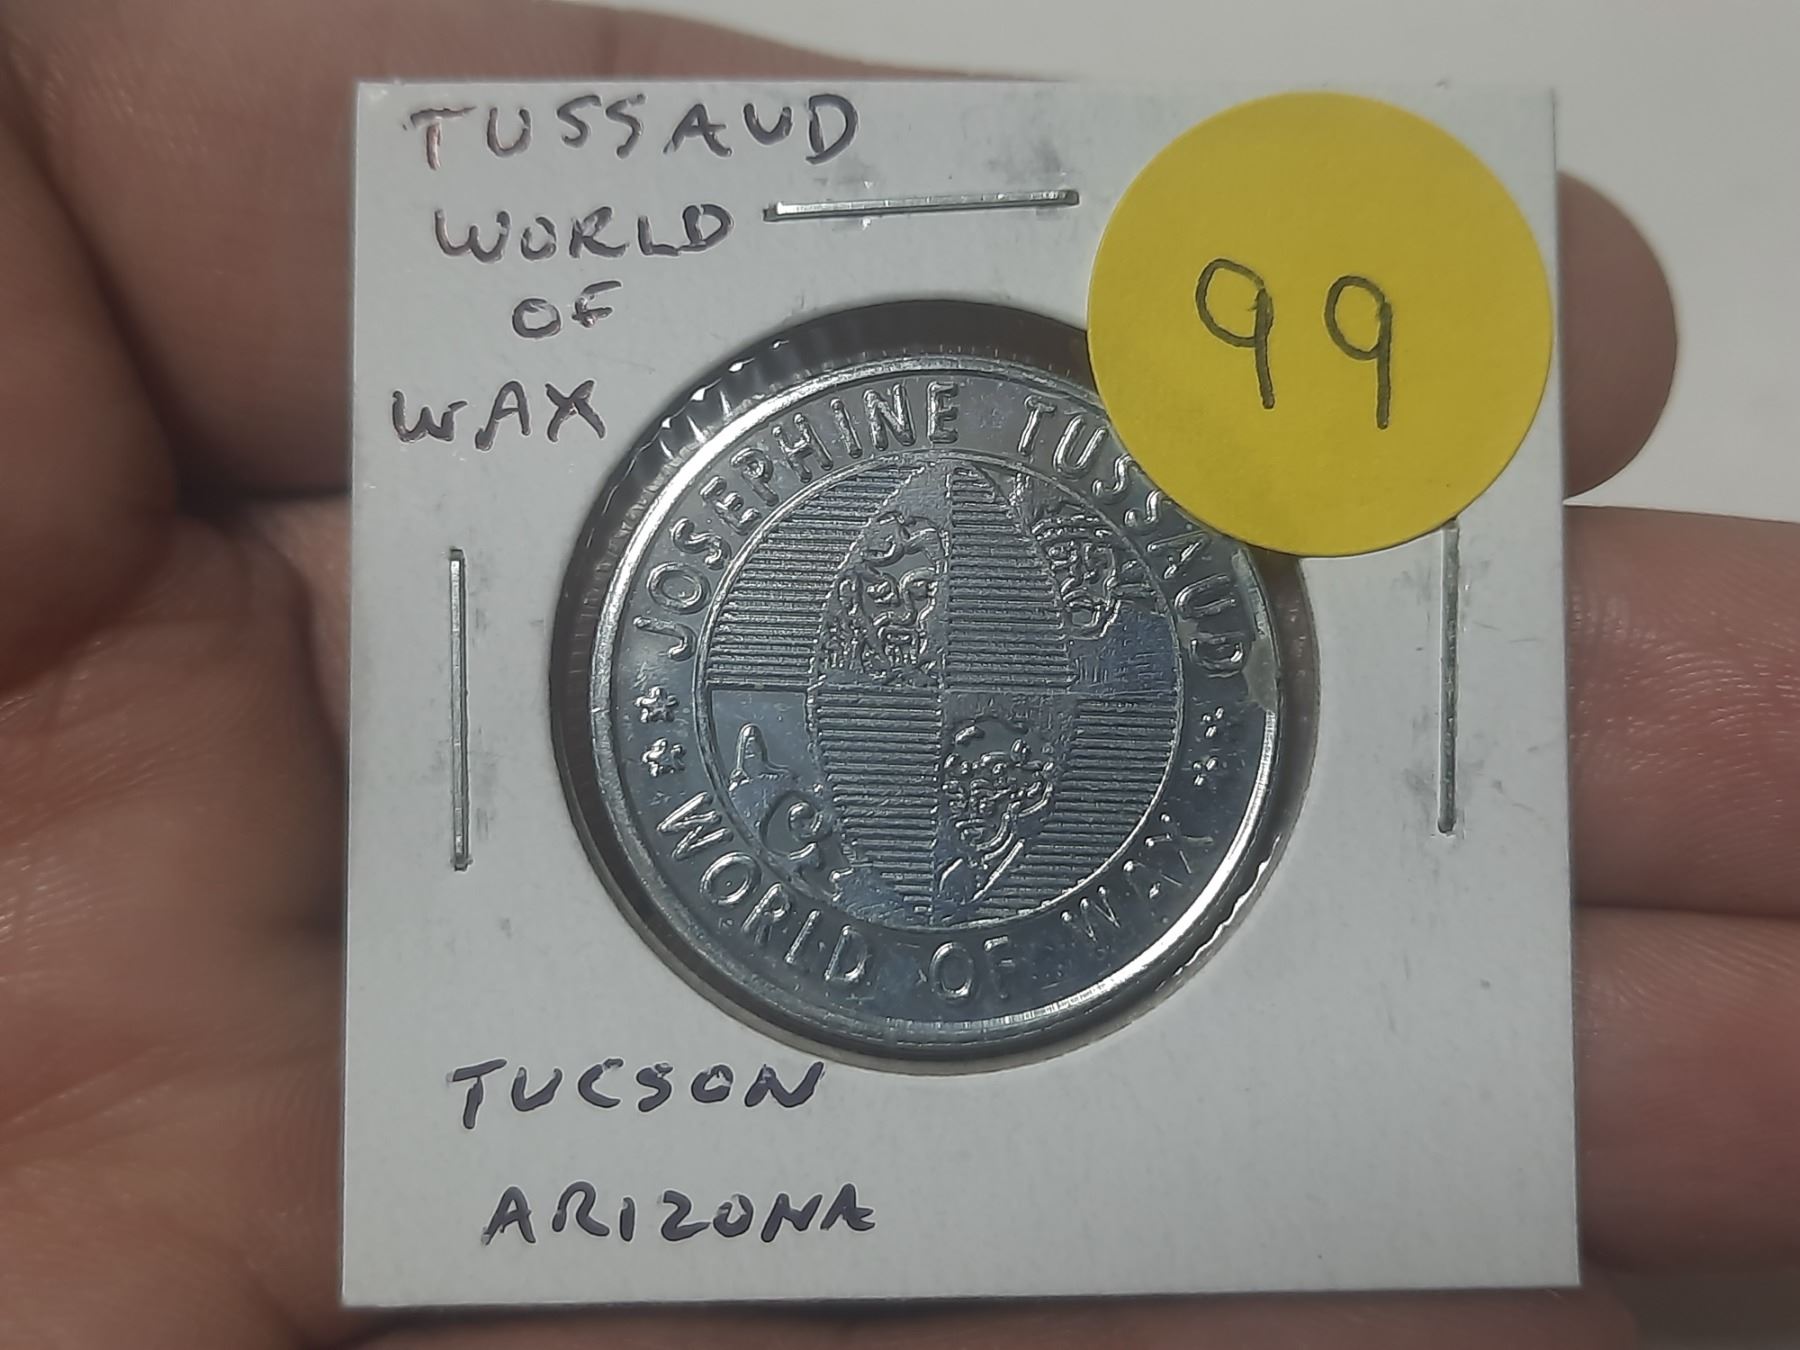 TUSSAUD
WORLD
OF
WAX
99
JOSEPHINE TUSSAUD
WORLD OF WAX
TUCSON
ARIZONA